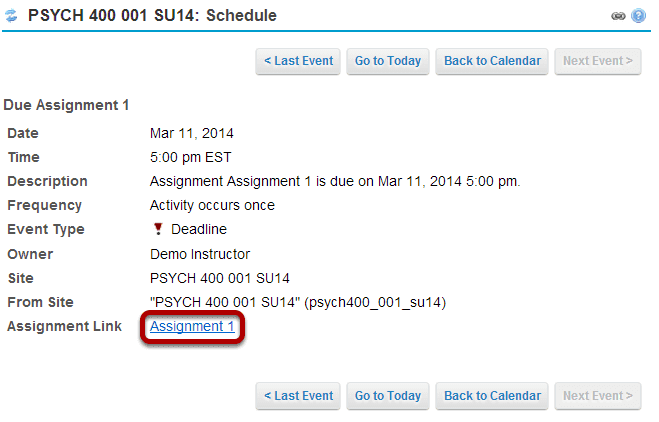 PSYCH 400 001 SU14: Schedule
< Last Event Go to Today Back to Calendar Next Event >
Due Assignment 1
Date Mar 11, 2014
Time 5:00 pm EST
Description Assignment Assignment 1 is due on Mar 11, 2014 5:00 pm.
Frequency Activity occurs once
Event Type Deadline
Owner Demo Instructor
Site PSYCH 400 001 SU14
From Site "PSYCH 400 001 SU14" (psych400_001_su14)
Assignment Link Assignment 1
< Last Event Go to Today Back to Calendar Next Event >